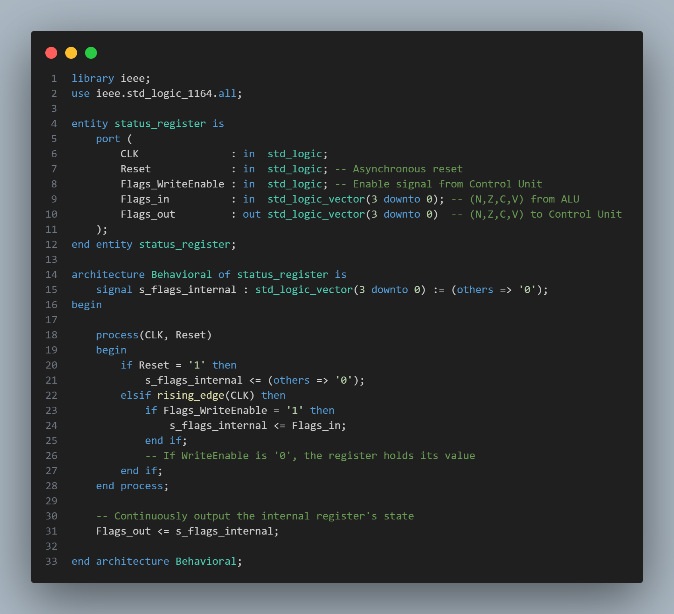 1 library ieee;
2 use ieee.std_logic_1164.all;
3
4 entity status_register is
5     port (
6         CLK               : in  std_logic;
7         Reset             : in  std_logic; -- Asynchronous reset
8         Flags_WriteEnable : in  std_logic; -- Enable signal from Control Unit
9         Flags_in          : in  std_logic_vector(3 downto 0); -- (N,Z,C,V) from ALU
10         Flags_out         : out std_logic_vector(3 downto 0)  -- (N,Z,C,V) to Control Unit
11     );
12 end entity status_register;
13
14 architecture Behavioral of status_register is
15     signal s_flags_internal : std_logic_vector(3 downto 0) := (others => '0');
16 begin
17
18     process(CLK, Reset)
19     begin
20         if Reset = '1' then
21             s_flags_internal <= (others => '0');
22         elsif rising_edge(CLK) then
23             if Flags_WriteEnable = '1' then
24                 s_flags_internal <= Flags_in;
25             end if;
26             -- If WriteEnable is '0', the register holds its value
27         end if;
28     end process;
29
30     -- Continuously output the internal register's state
31     Flags_out <= s_flags_internal;
32
33 end architecture Behavioral;